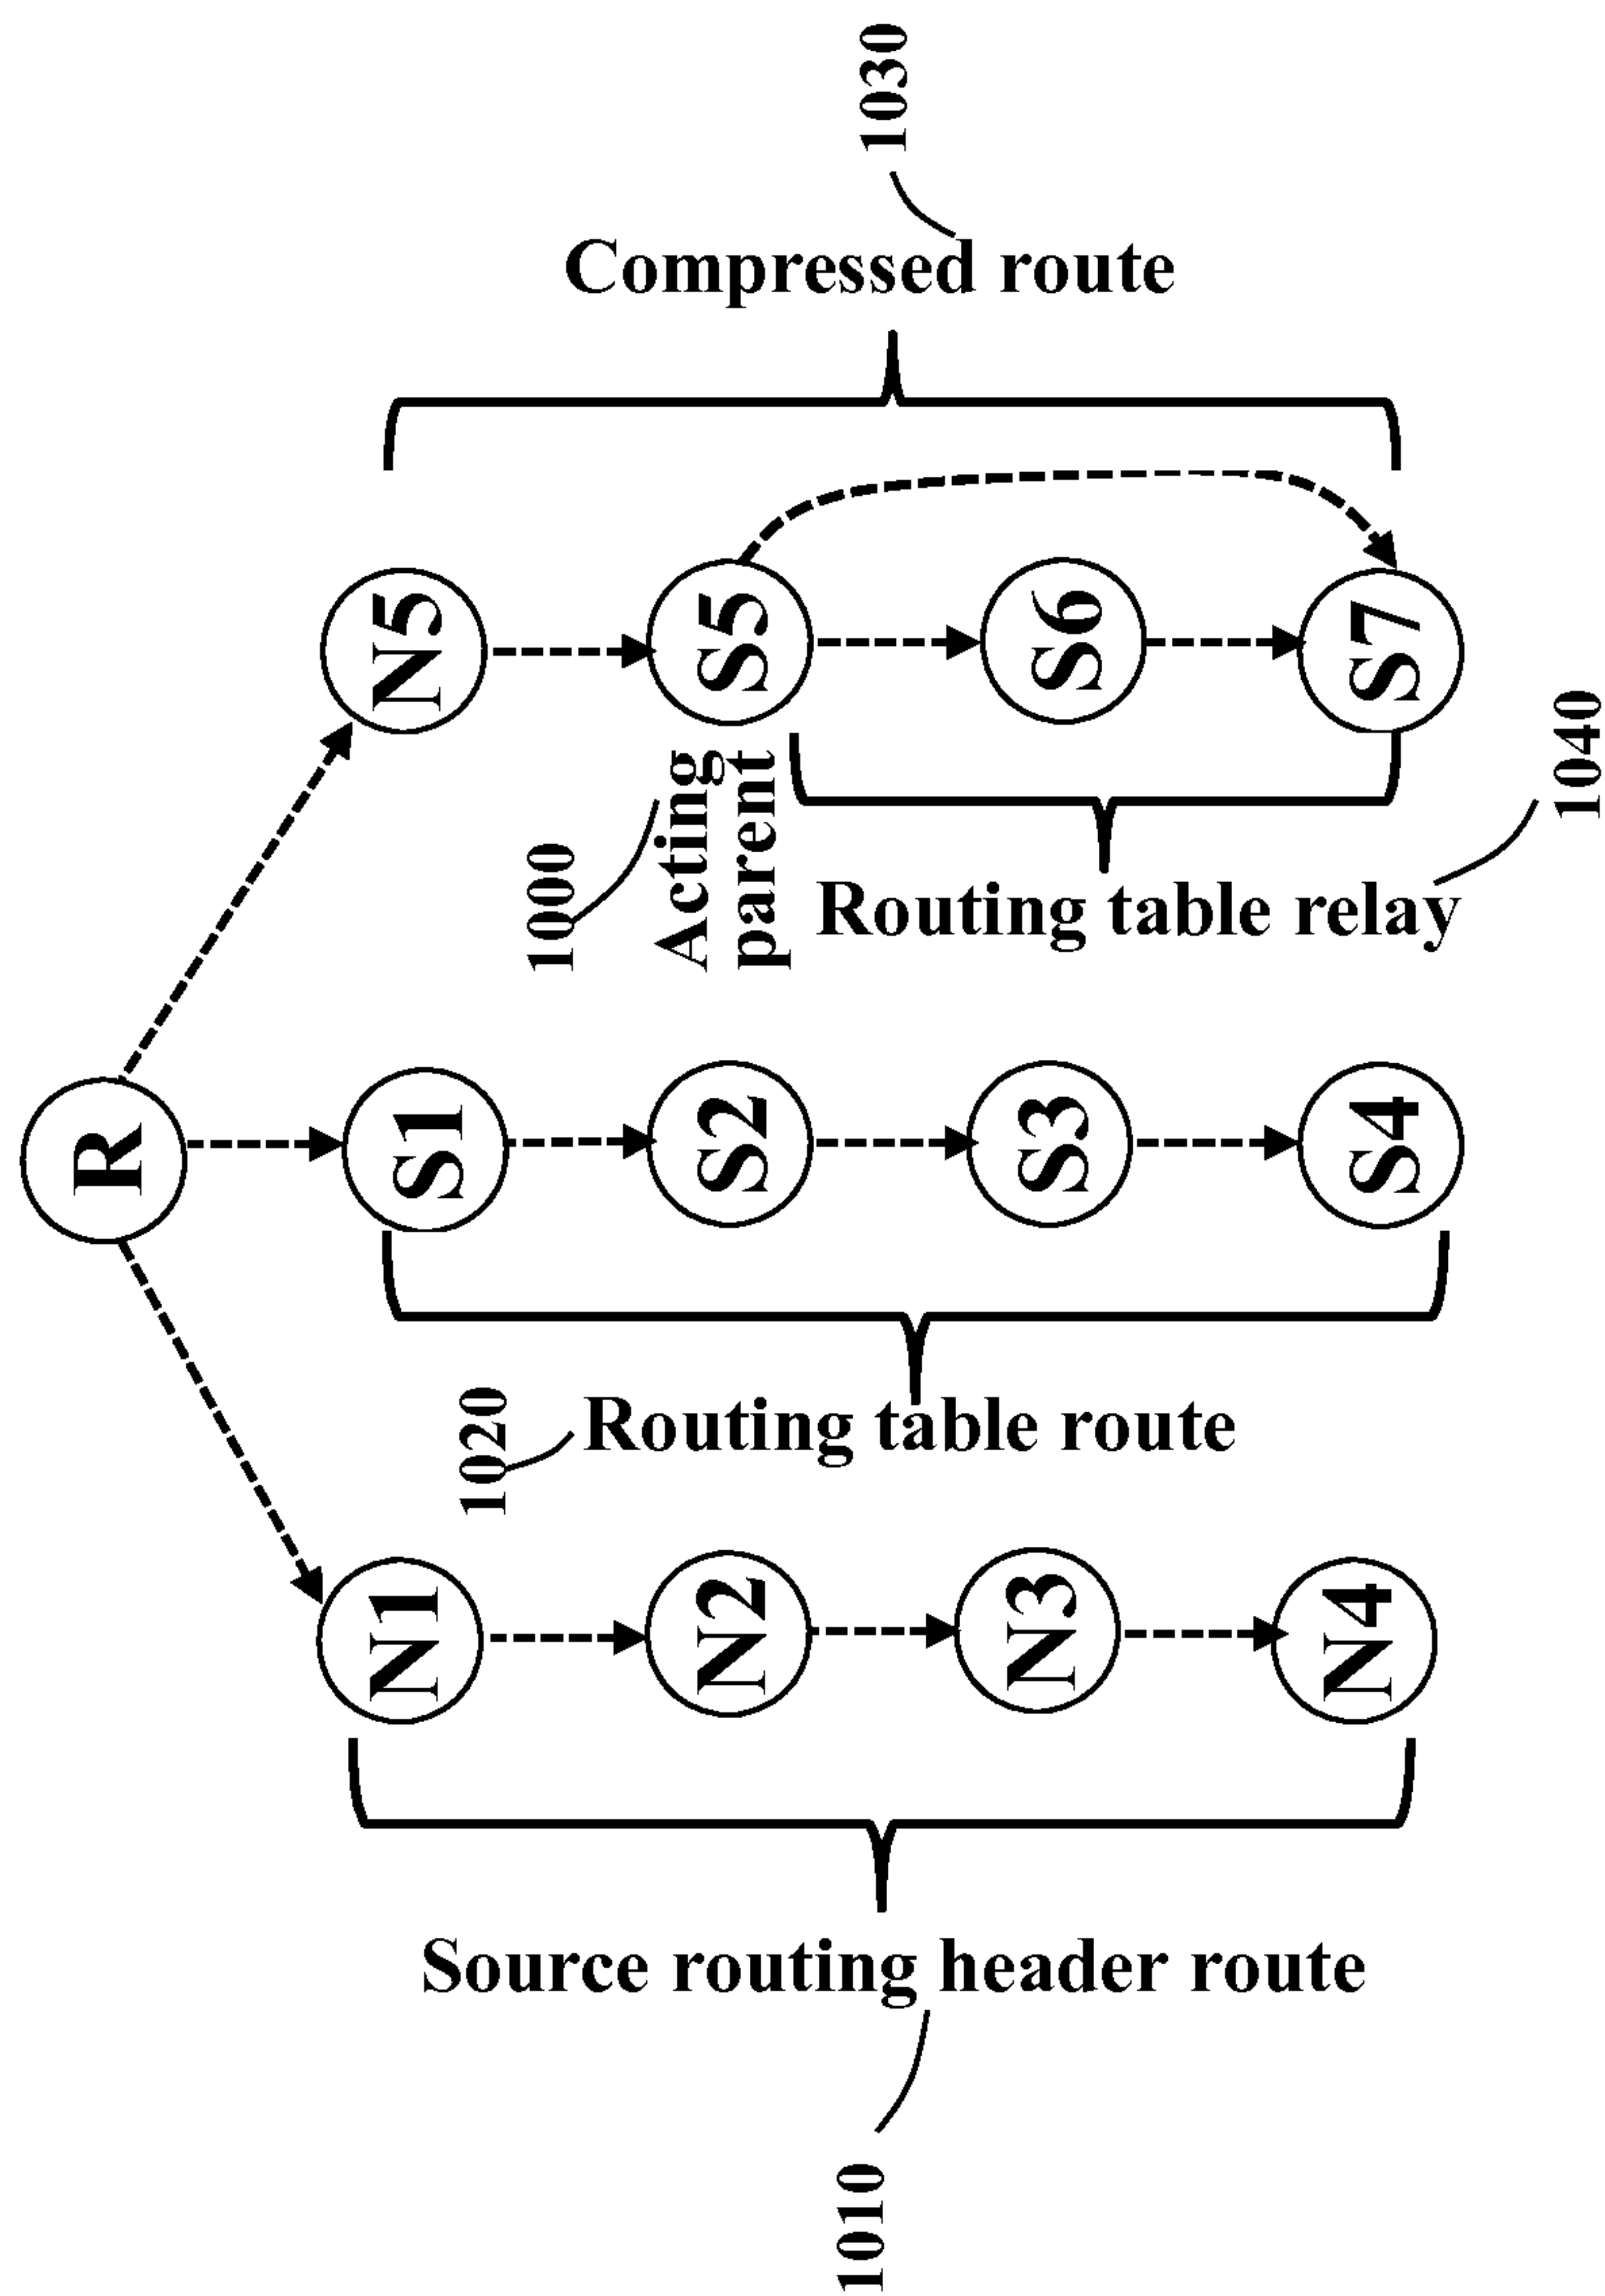 R
N1
N2
N3
N4
S1
S2
S3
S4
N5
S5
S6
S7
Source routing header route
1010
Routing table route
1020
Acting
parent
1000
Routing table relay
1040
Compressed route
1030